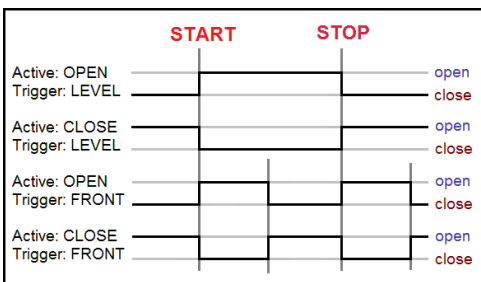 START STOP
Active: OPEN open
Trigger: LEVEL close
Active: CLOSE open
Trigger: LEVEL close
Active: OPEN open
Trigger: FRONT close
Active: CLOSE open
Trigger: FRONT close